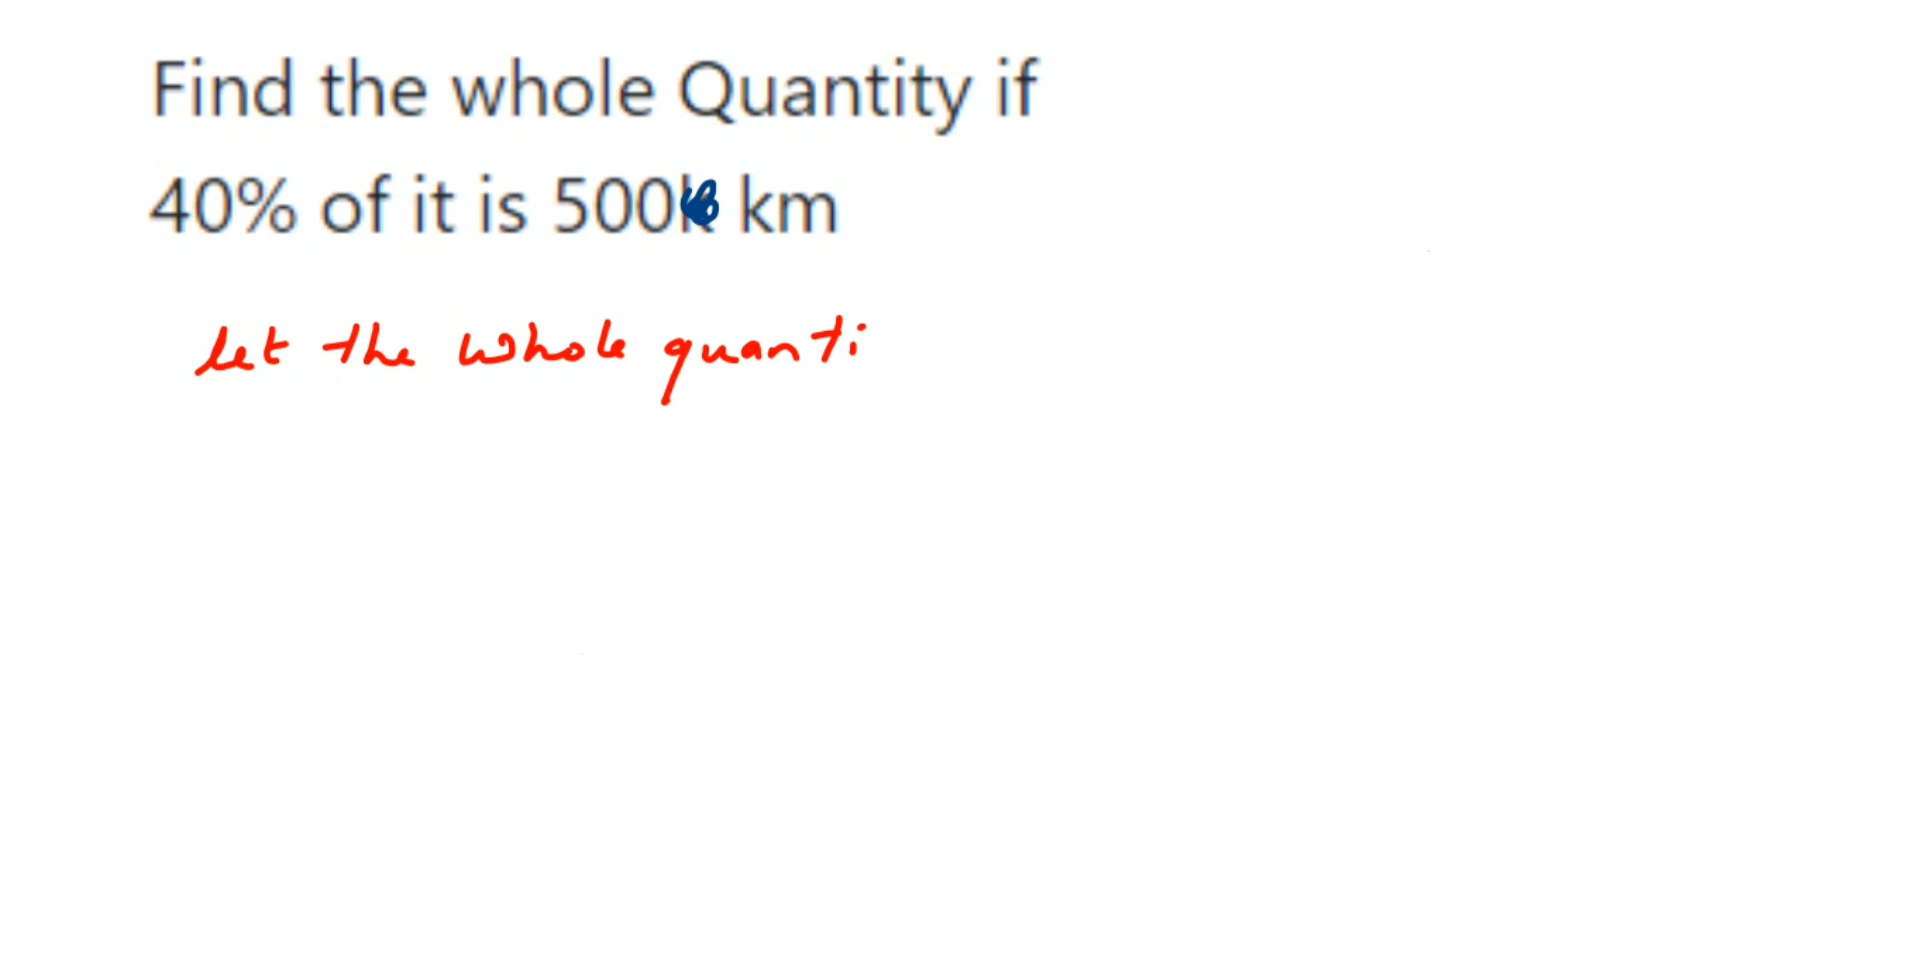 Find the whole Quantity if
40% of it is 500 km
let the whole quanti